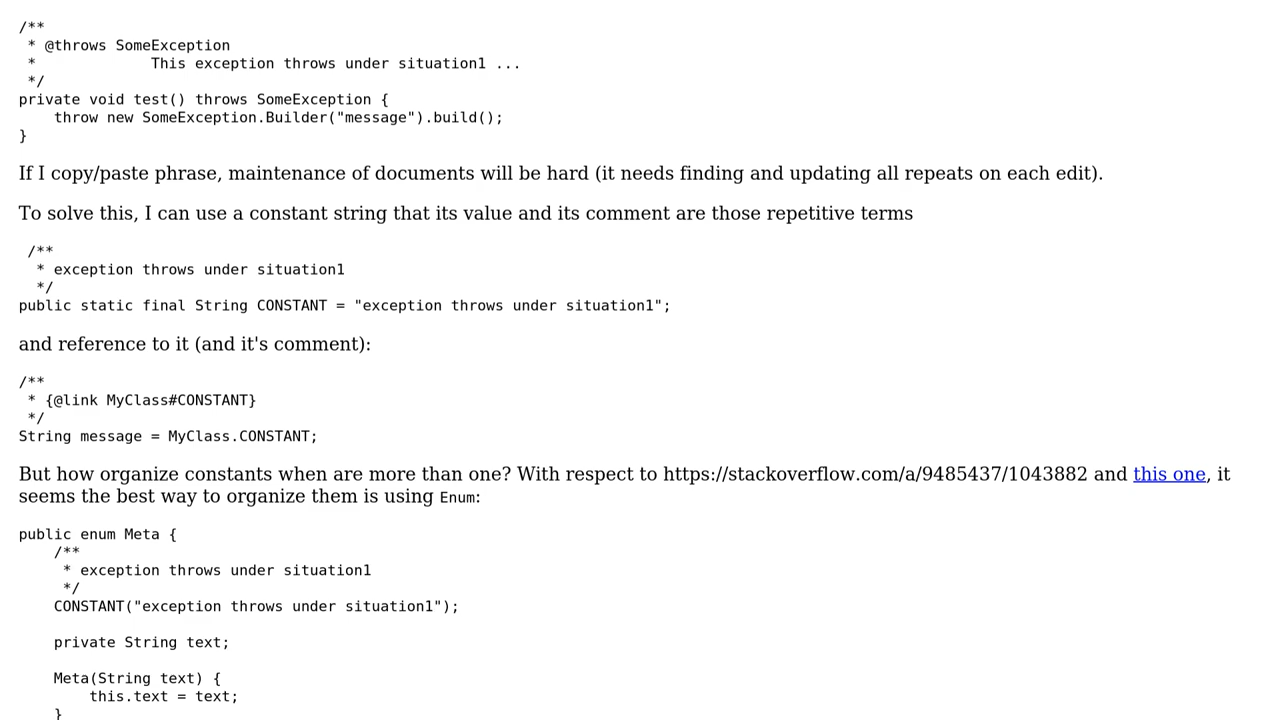 /**
 * @throws SomeException
 *             This exception throws under situation1 ...
 */
private void test() throws SomeException {
    throw new SomeException.Builder("message").build();
}
If I copy/paste phrase, maintenance of documents will be hard (it needs finding and updating all repeats on each edit).
To solve this, I can use a constant string that its value and its comment are those repetitive terms
 /**
  * exception throws under situation1
  */
public static final String CONSTANT = "exception throws under situation1";
and reference to it (and it's comment):
/**
 * {@link MyClass#CONSTANT}
 */
String message = MyClass.CONSTANT;
But how organize constants when are more than one? With respect to https://stackoverflow.com/a/9485437/1043882 and this one, it
seems the best way to organize them is using Enum:
public enum Meta {
    /**
     * exception throws under situation1
     */
    CONSTANT("exception throws under situation1");

    private String text;

    Meta(String text) {
        this.text = text;
    }